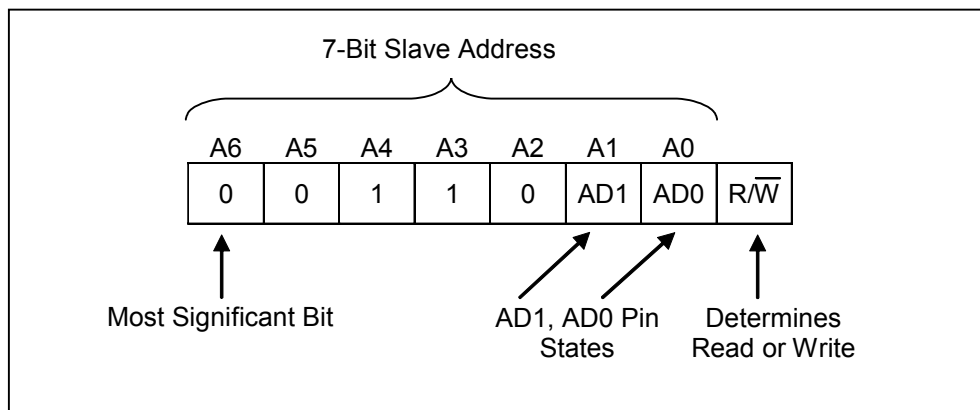 7-Bit Slave Address
A6 A5 A4 A3 A2 A1 A0
0 0 1 1 0 AD1 AD0 R/W̅
Most Significant Bit
AD1, AD0 Pin
States
Determines
Read or Write